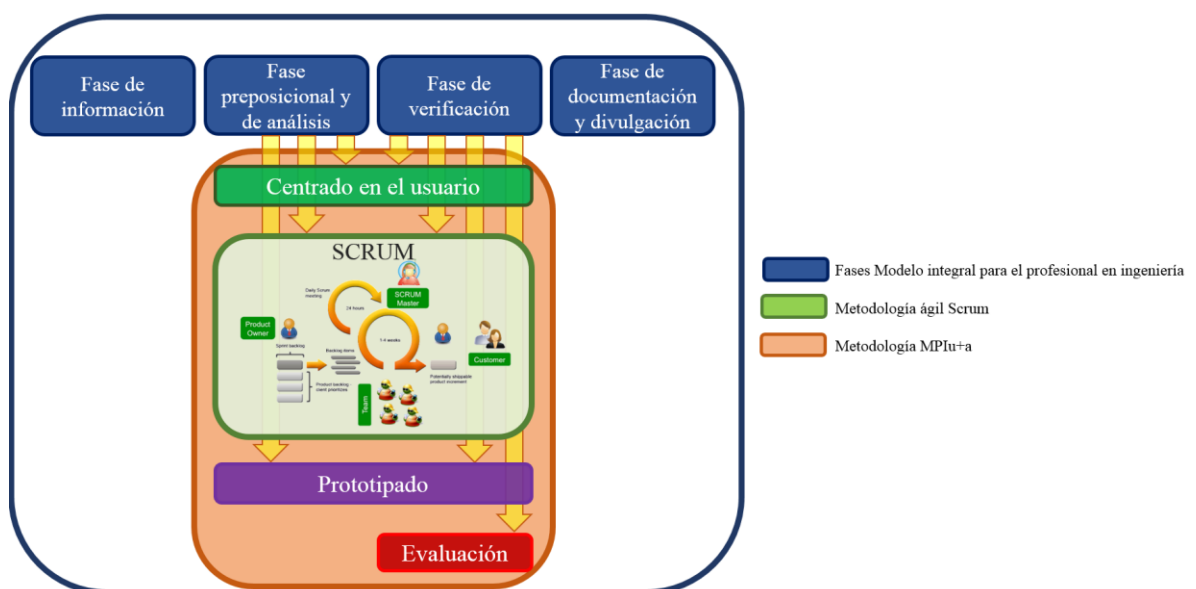 Fase de
información
Fase
preposicional y
de análisis
Fase de
verificación
Fase de
documentación
y divulgación
Centrado en el usuario
SCRUM
Daily Scrum
meeting
24 hours
SCRUM
Master
Product
Owner
Sprint backlog
Backlog items
1-4 weeks
Customer
Product backlog -
client prioritizes
Potentially shippable
product increment
Team
Prototipado
Evaluación
Fases Modelo integral para el profesional en ingeniería
Metodología ágil Scrum
Metodología MPIu+a